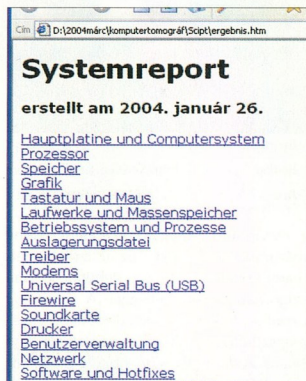 Cím D:\2004márc\komputertomográf\Scipt\ergebnis.htm
Systemreport
erstellt am 2004. január 26.
Hauptplatine und Computersystem
Prozessor
Speicher
Grafik
Tastatur und Maus
Laufwerke und Massenspeicher
Betriebssystem und Prozesse
Auslagerungsdatei
Treiber
Modems
Universal Serial Bus (USB)
Firewire
Soundkarte
Drucker
Benutzerverwaltung
Netzwerk
Software und Hotfixes